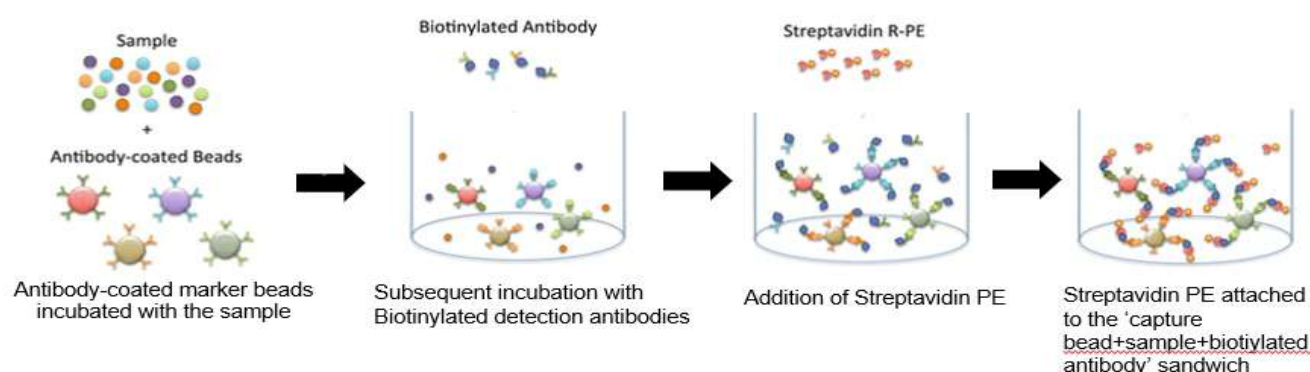 Sample
+
Antibody-coated Beads
Antibody-coated marker beads
incubated with the sample
Biotinylated Antibody
Subsequent incubation with
Biotinylated detection antibodies
Streptavidin R-PE
Addition of Streptavidin PE
Streptavidin PE attached
to the ‘capture
bead+sample+biotiylated
antibody’ sandwich